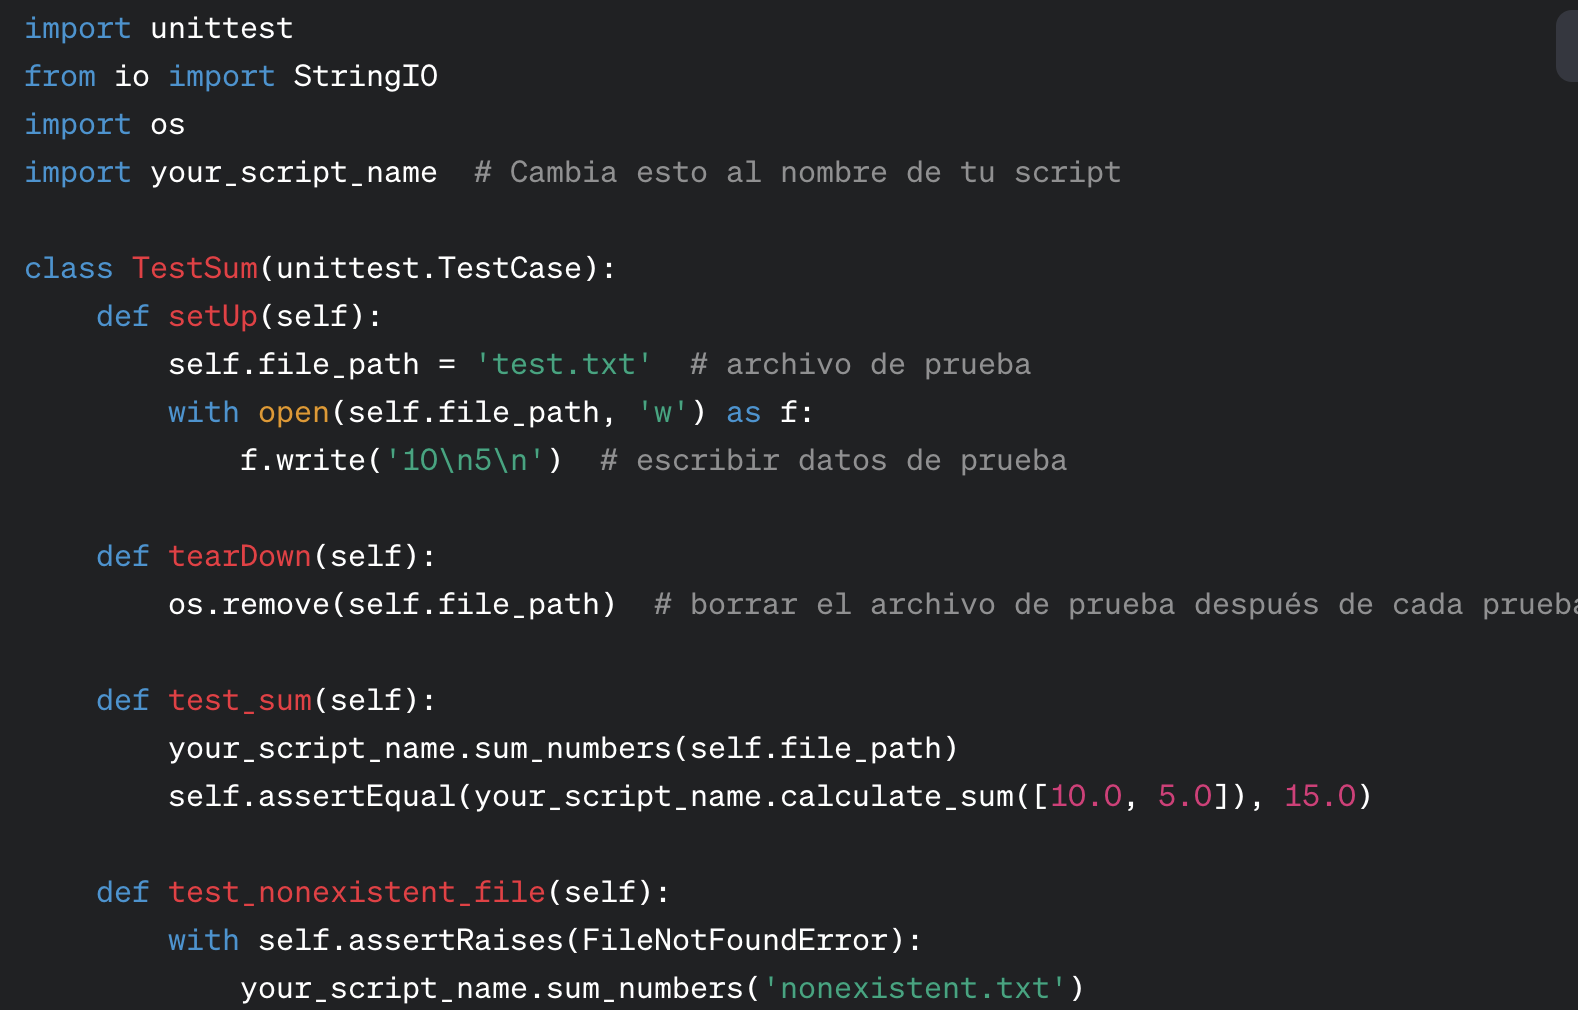 import unittest
from io import StringIO
import os
import your_script_name  # Cambia esto al nombre de tu script

class TestSum(unittest.TestCase):
    def setUp(self):
        self.file_path = 'test.txt'  # archivo de prueba
        with open(self.file_path, 'w') as f:
            f.write('10\n5\n')  # escribir datos de prueba

    def tearDown(self):
        os.remove(self.file_path)  # borrar el archivo de prueba después de cada prueba

    def test_sum(self):
        your_script_name.sum_numbers(self.file_path)
        self.assertEqual(your_script_name.calculate_sum([10.0, 5.0]), 15.0)

    def test_nonexistent_file(self):
        with self.assertRaises(FileNotFoundError):
            your_script_name.sum_numbers('nonexistent.txt')